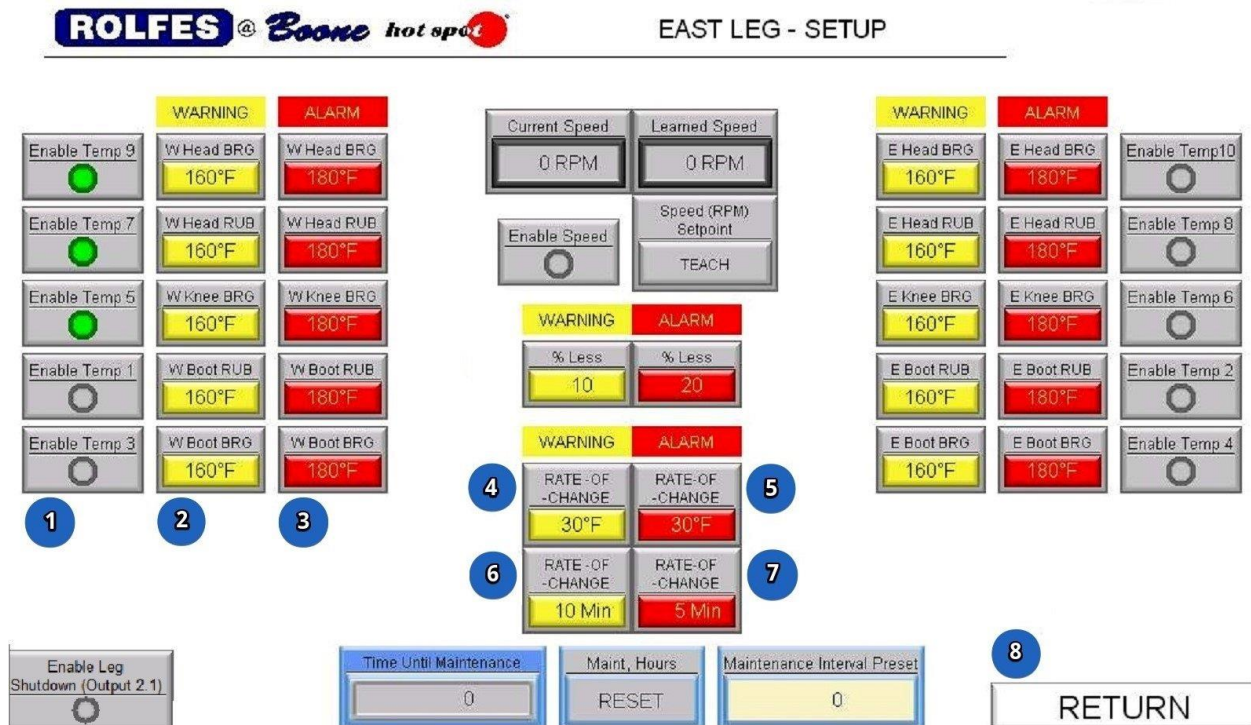 ROLFES @ Boone hot spot
EAST LEG - SETUP
WARNING ALARM
Enable Temp 9
W Head BRG
160°F
W Head BRG
180°F
Enable Temp 7
W Head RUB
160°F
W Head RUB
180°F
Enable Temp 5
W Knee BRG
160°F
W Knee BRG
180°F
Enable Temp 1
W Boot RUB
160°F
W Boot RUB
180°F
Enable Temp 3
W Boot BRG
160°F
W Boot BRG
180°F
1
2
3
Current Speed
0 RPM
Learned Speed
0 RPM
Enable Speed
Speed (RPM)
Setpoint
TEACH
WARNING ALARM
% Less
10
% Less
20
WARNING ALARM
4
RATE-OF
-CHANGE
30°F
RATE-OF
-CHANGE
30°F
5
6
RATE-OF
-CHANGE
10 Min
RATE-OF
-CHANGE
5 Min
7
WARNING ALARM
E Head BRG
160°F
E Head BRG
180°F
Enable Temp10
E Head RUB
160°F
E Head RUB
180°F
Enable Temp 8
E Knee BRG
160°F
E Knee BRG
180°F
Enable Temp 6
E Boot RUB
160°F
E Boot RUB
180°F
Enable Temp 2
E Boot BRG
160°F
E Boot BRG
180°F
Enable Temp 4
Enable Leg
Shutdown (Output 2.1)
Time Until Maintenance
0
Maint, Hours
RESET
Maintenance Interval Preset
0
8
RETURN